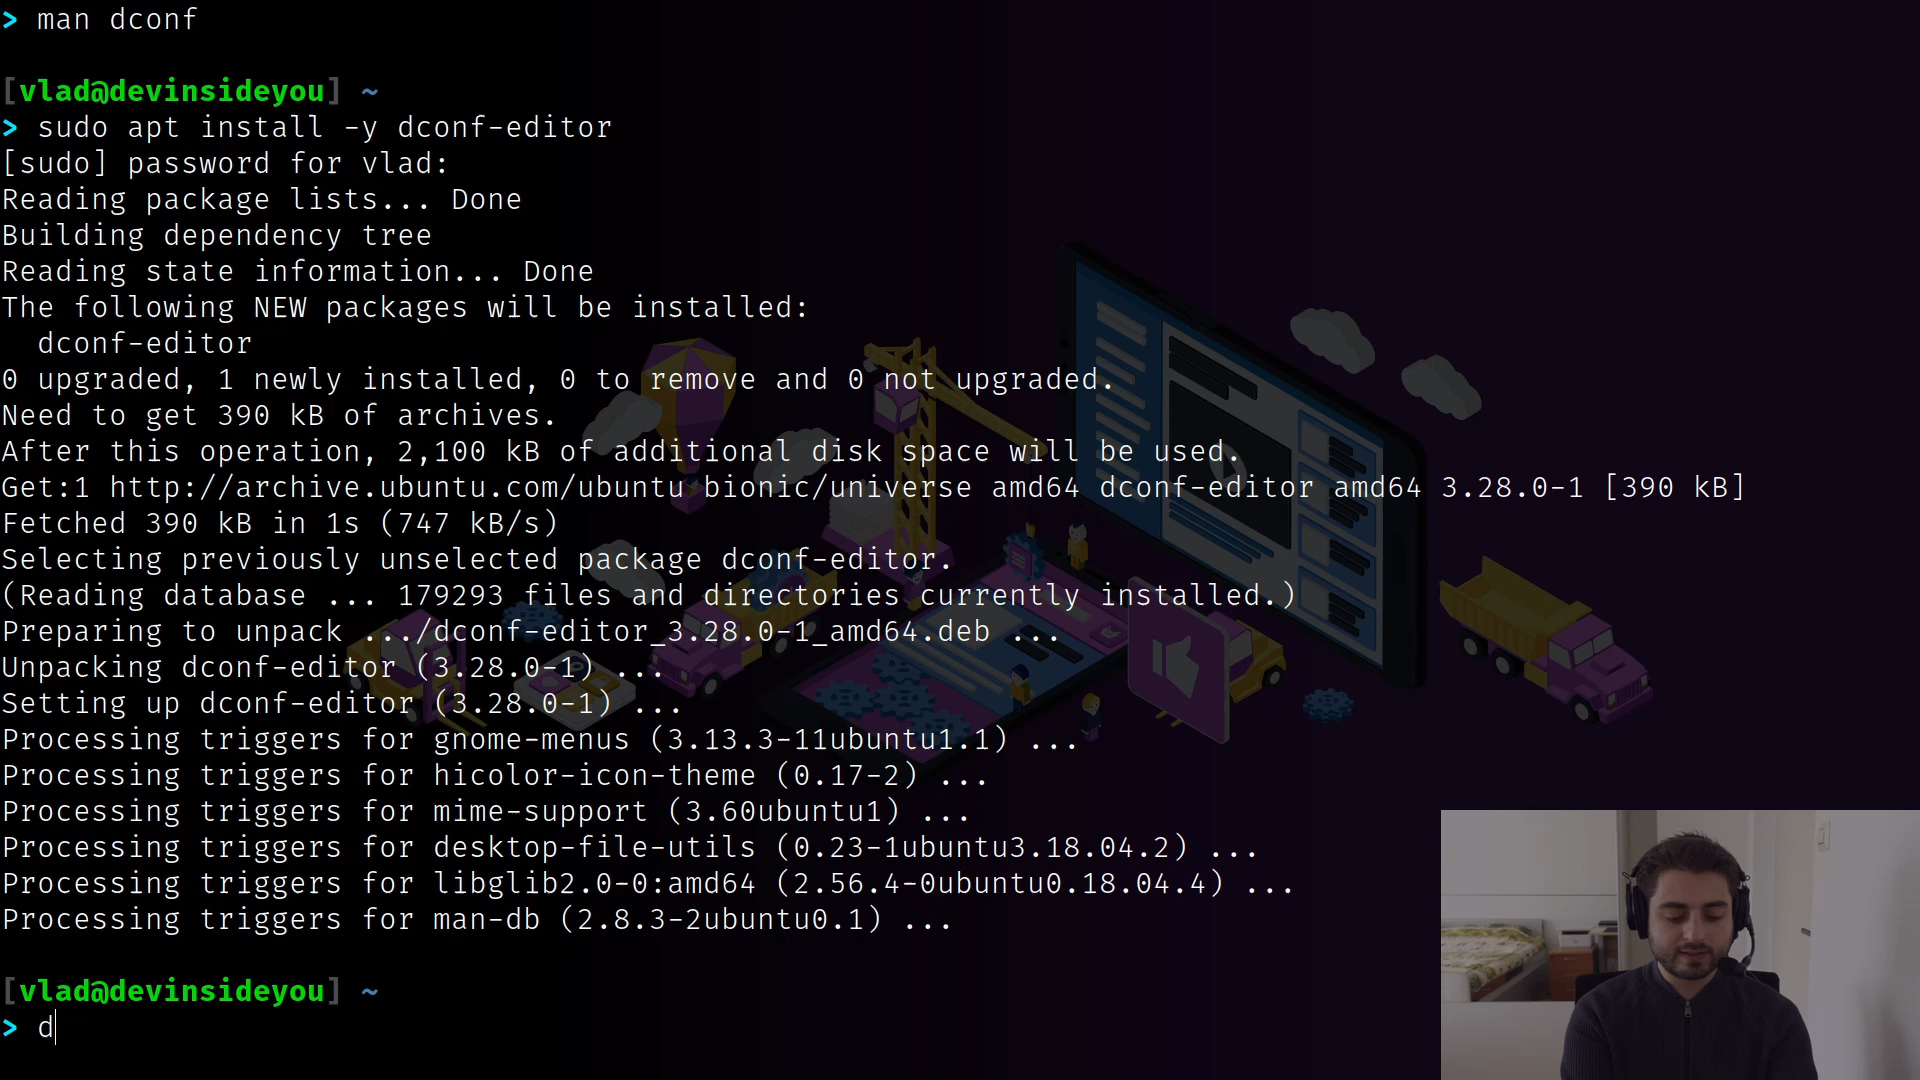 > man dconf
[vlad@devinsideyou] ~
> sudo apt install -y dconf-editor
[sudo] password for vlad:
Reading package lists... Done
Building dependency tree
Reading state information... Done
The following NEW packages will be installed:
  dconf-editor
0 upgraded, 1 newly installed, 0 to remove and 0 not upgraded.
Need to get 390 kB of archives.
After this operation, 2,100 kB of additional disk space will be used.
Get:1 http://archive.ubuntu.com/ubuntu bionic/universe amd64 dconf-editor amd64 3.28.0-1 [390 kB]
Fetched 390 kB in 1s (747 kB/s)
Selecting previously unselected package dconf-editor.
(Reading database ... 179293 files and directories currently installed.)
Preparing to unpack .../dconf-editor_3.28.0-1_amd64.deb ...
Unpacking dconf-editor (3.28.0-1) ...
Setting up dconf-editor (3.28.0-1) ...
Processing triggers for gnome-menus (3.13.3-11ubuntu1.1) ...
Processing triggers for hicolor-icon-theme (0.17-2) ...
Processing triggers for mime-support (3.60ubuntu1) ...
Processing triggers for desktop-file-utils (0.23-1ubuntu3.18.04.2) ...
Processing triggers for libglib2.0-0:amd64 (2.56.4-0ubuntu0.18.04.4) ...
Processing triggers for man-db (2.8.3-2ubuntu0.1) ...
[vlad@devinsideyou] ~
> d